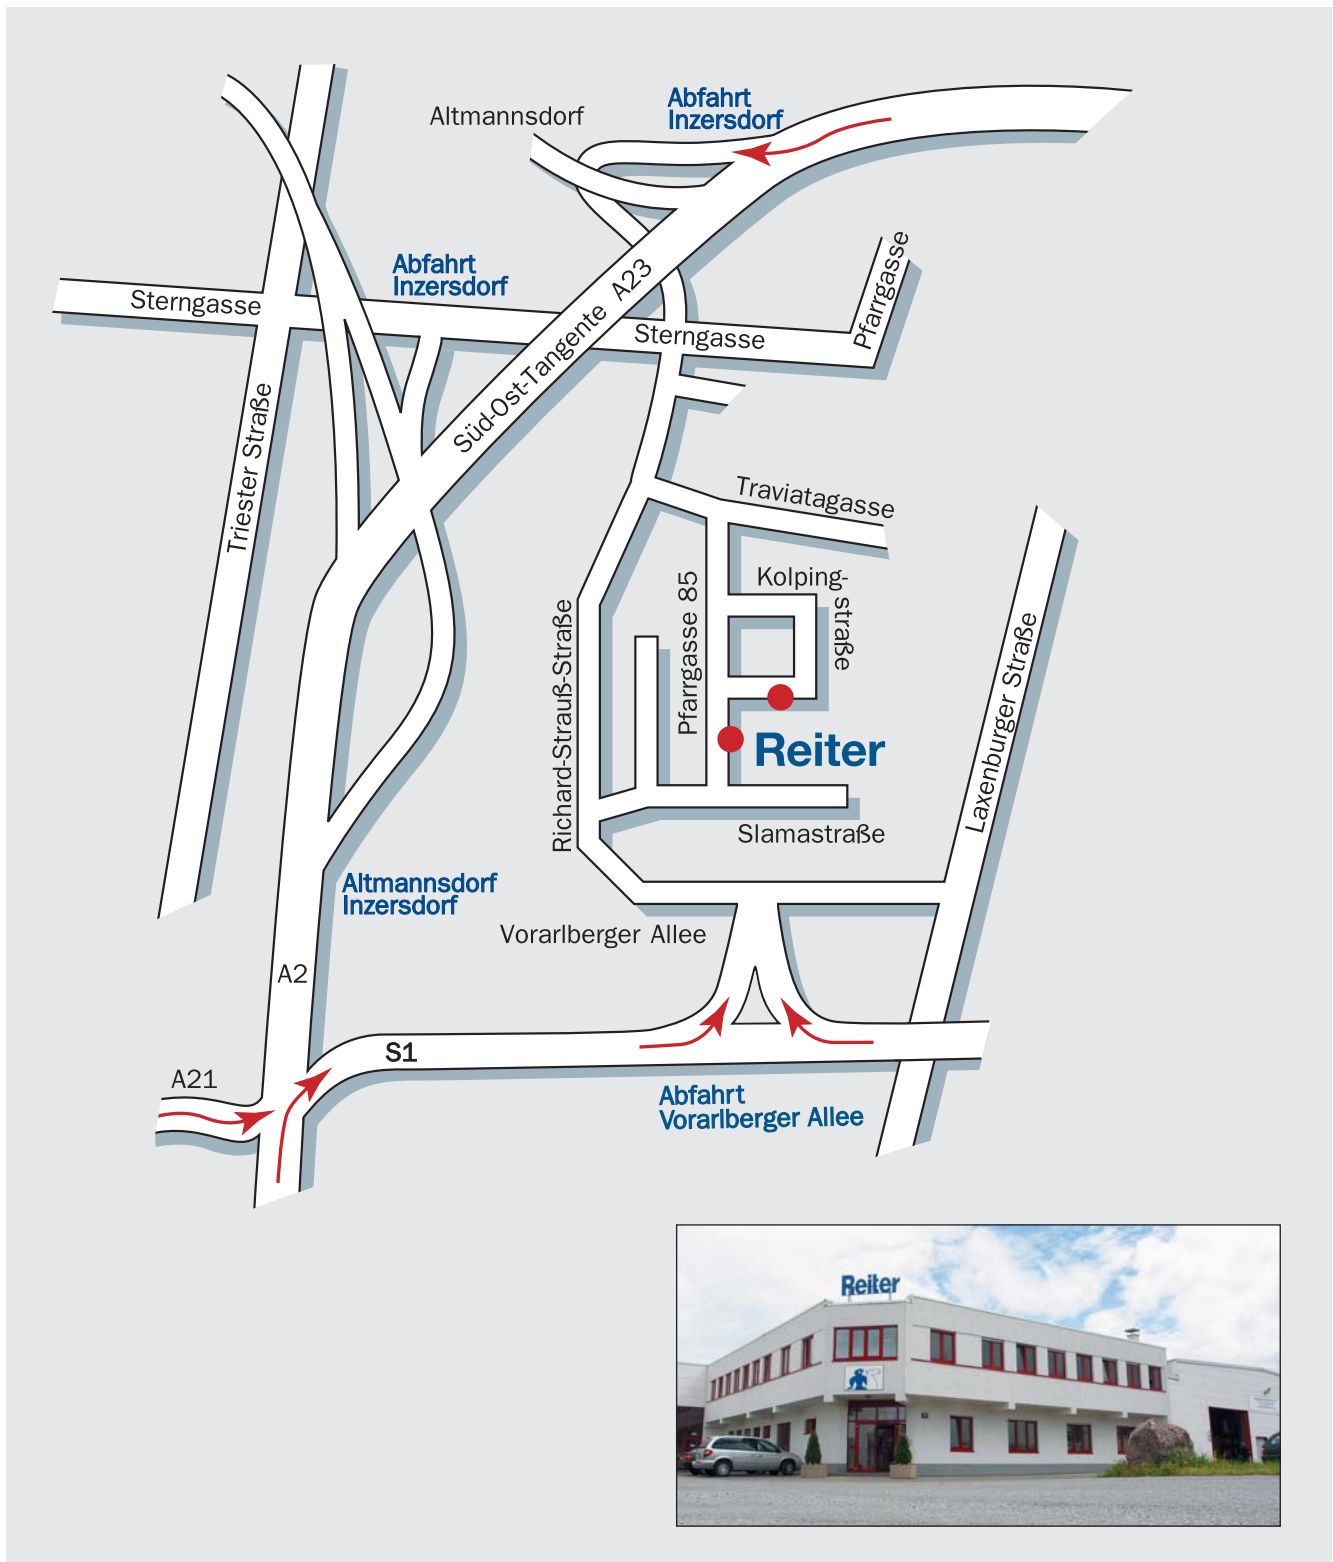 Altmannsdorf
Abfahrt
Inzersdorf
Abfahrt
Inzersdorf
Sterngasse
Süd-Ost-Tangente A23
Sterngasse
Pfarrgasse
Triester Straße
Traviatagasse
Kolping-
straße
Pfarrgasse 85
Richard-Strauß-Straße
Laxenburger Straße
Reiter
Slamastraße
Altmannsdorf
Inzersdorf
Vorarlberger Allee
A2
S1
A21
Abfahrt
Vorarlberger Allee
Reiter